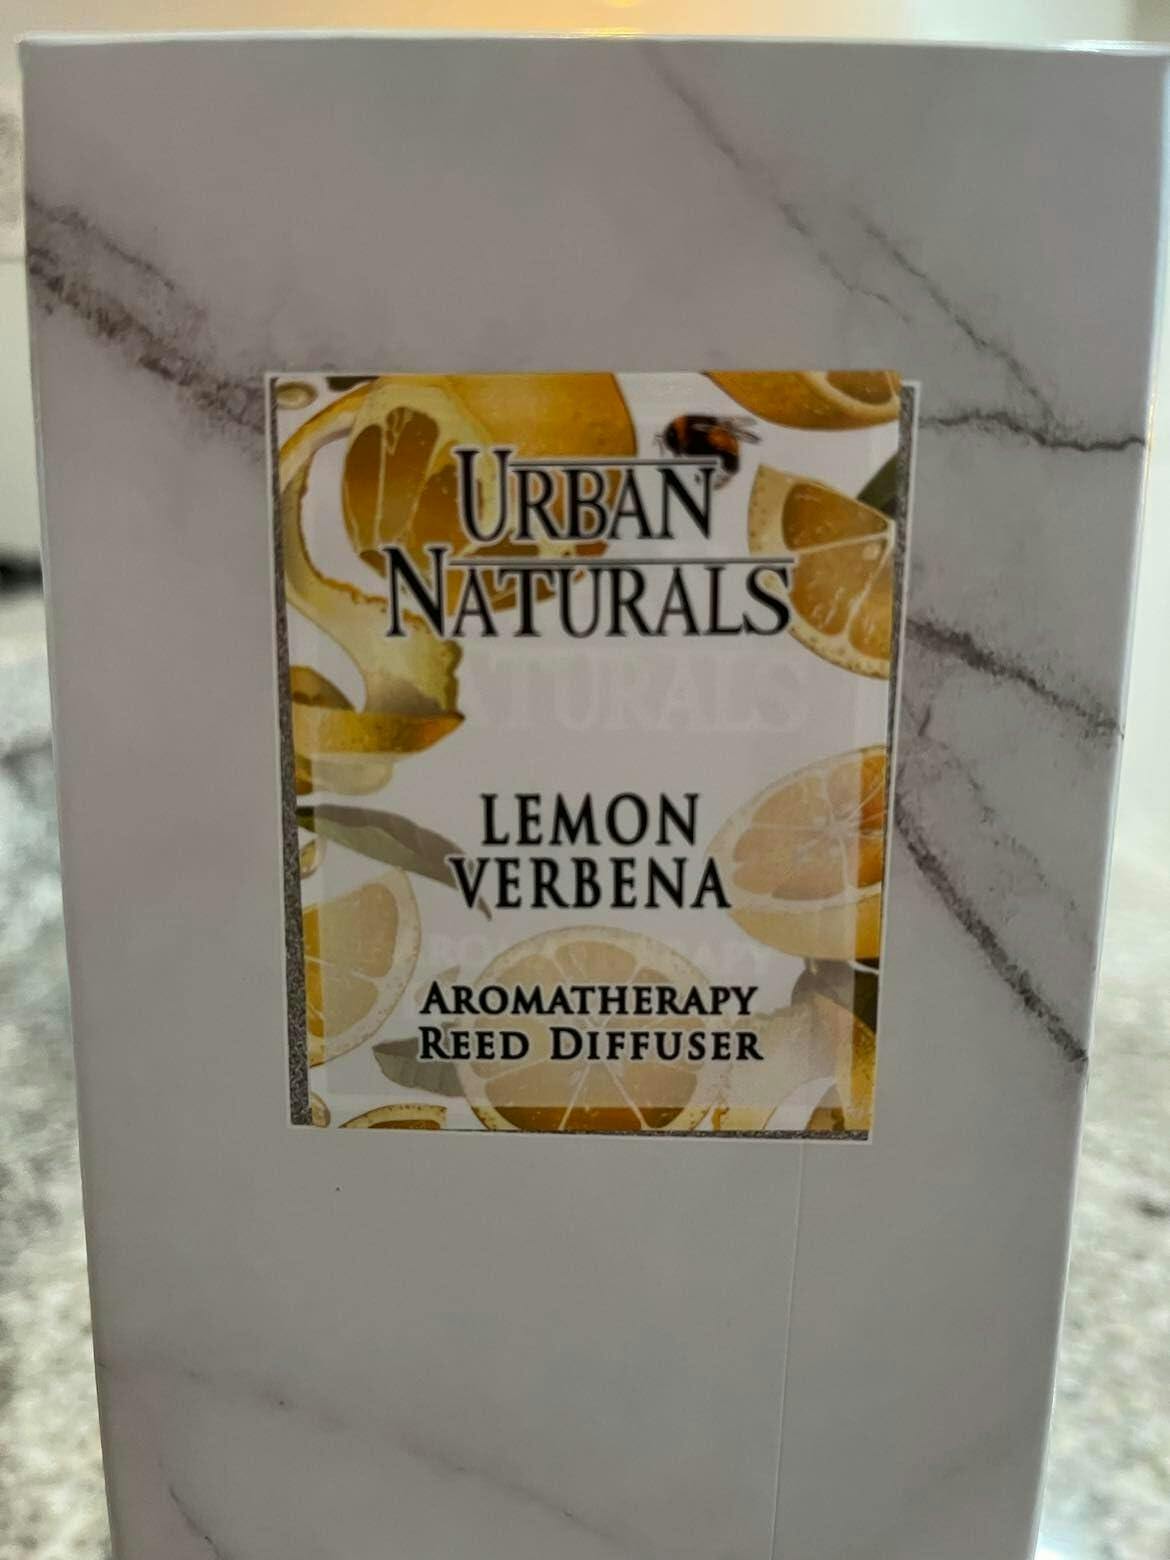 URBAN
NATURALS
LEMON
VERBENA
AROMATHERAPY
REED DIFFUSER